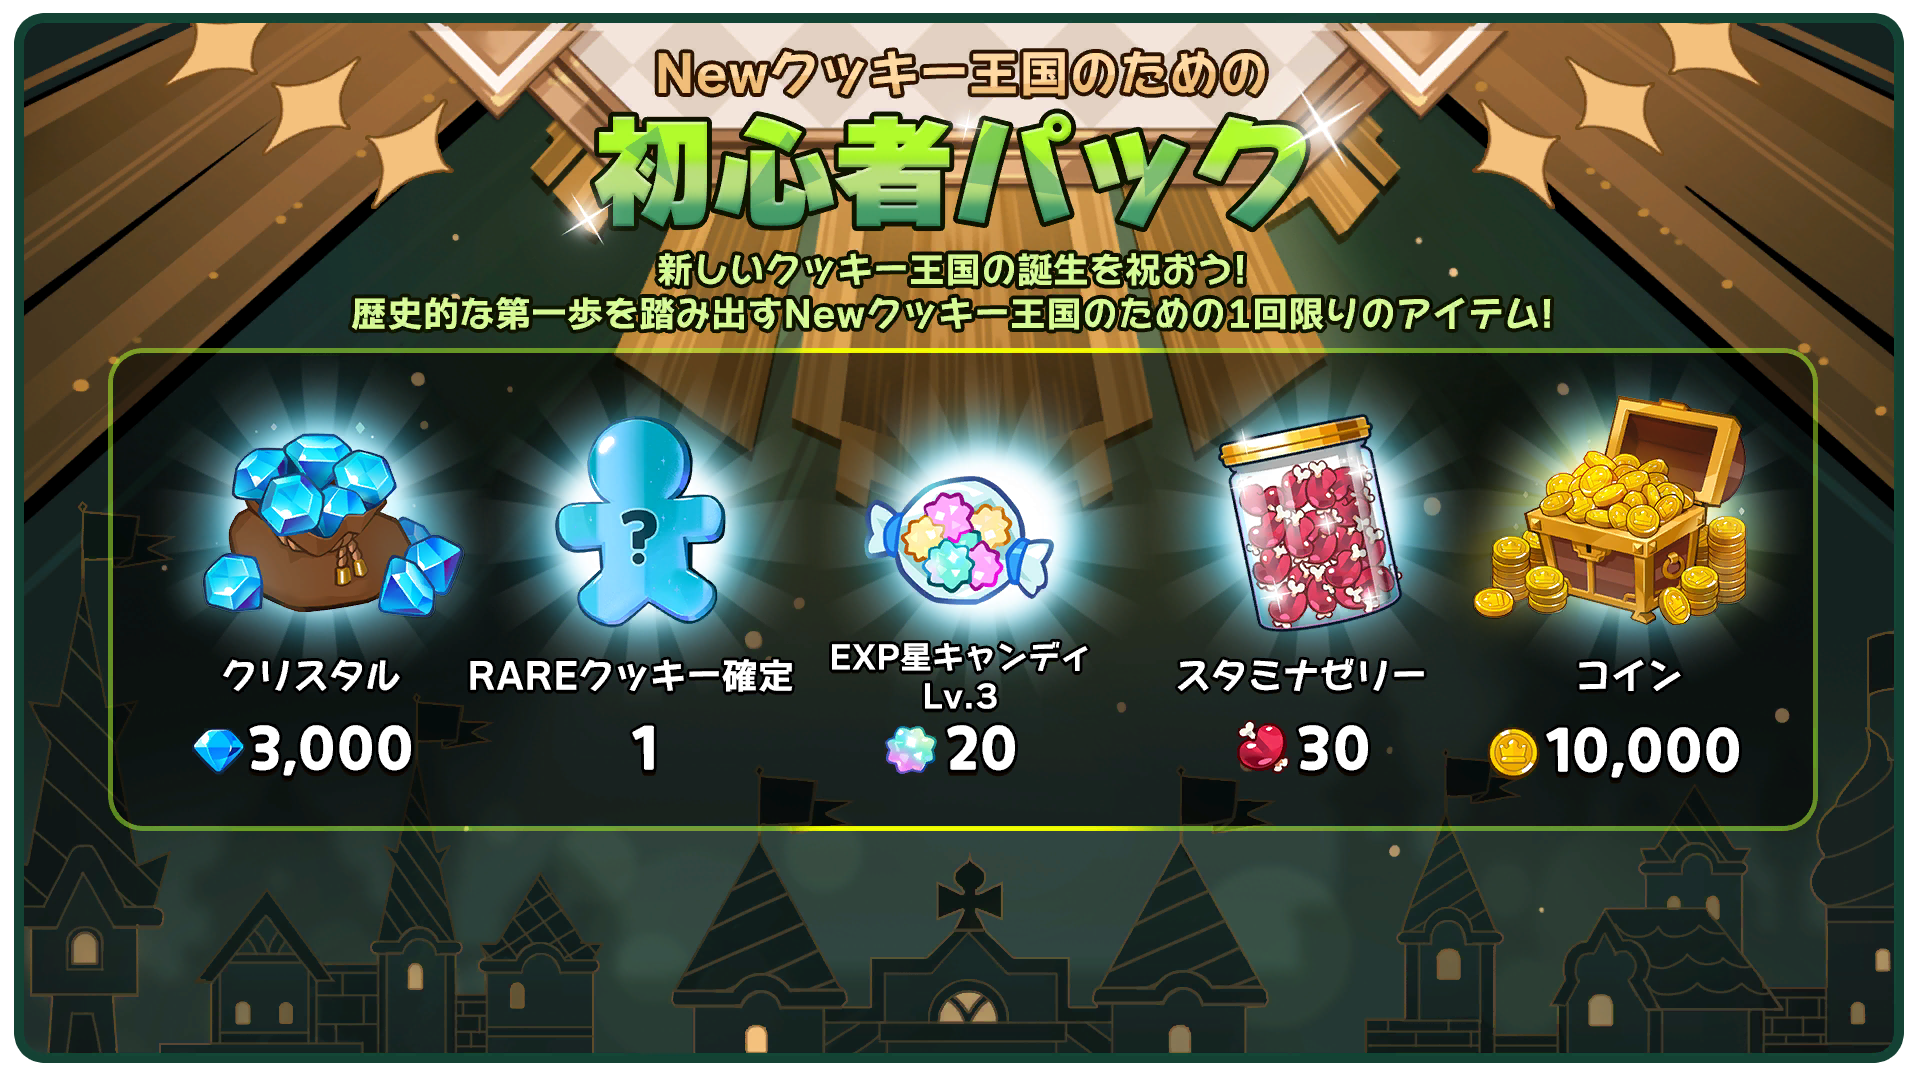 Newクッキー王国のための
初心者パック
新しいクッキー王国の誕生を祝おう!
歴史的な第一歩を踏み出すNewクッキー王国のための1回限りのアイテム!
?
クリスタル
3,000
RAREクッキー確定
1
EXP星キャンディ
Lv.3
20
スタミナゼリー
30
コイン
10,000